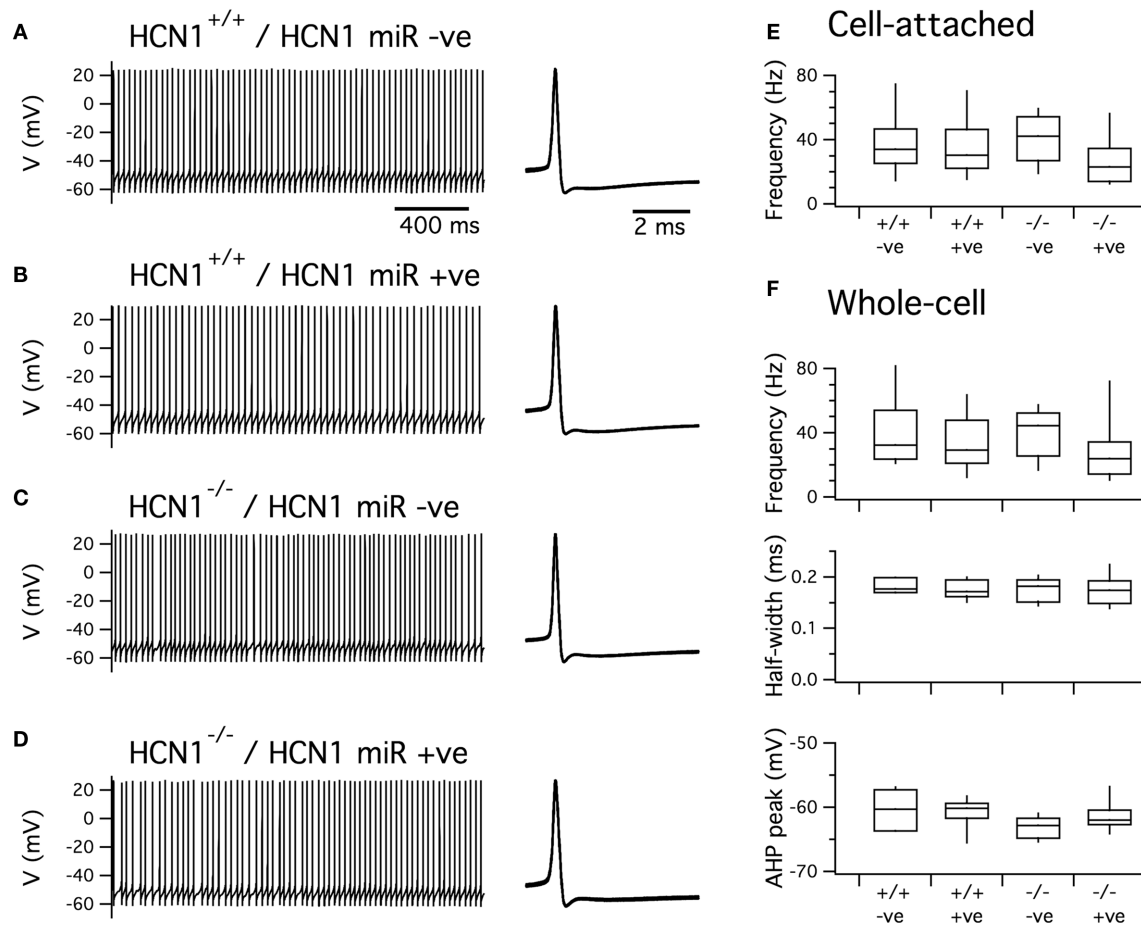 A
HCN1+/+ / HCN1 miR -ve
V (mV)
20
0
-20
-40
-60
400 ms
2 ms
B
HCN1+/+ / HCN1 miR +ve
V (mV)
20
0
-20
-40
-60
C
HCN1-/- / HCN1 miR -ve
V (mV)
20
0
-20
-40
-60
D
HCN1-/- / HCN1 miR +ve
V (mV)
20
0
-20
-40
-60
E
Cell-attached
Frequency (Hz)
80
40
0
+/+ +/+ -/- -/-
-ve +ve -ve +ve
F
Whole-cell
Frequency (Hz)
80
40
0
Half-width (ms)
0.2
0.1
0.0
AHP peak (mV)
-50
-60
-70
+/+ +/+ -/- -/-
-ve +ve -ve +ve